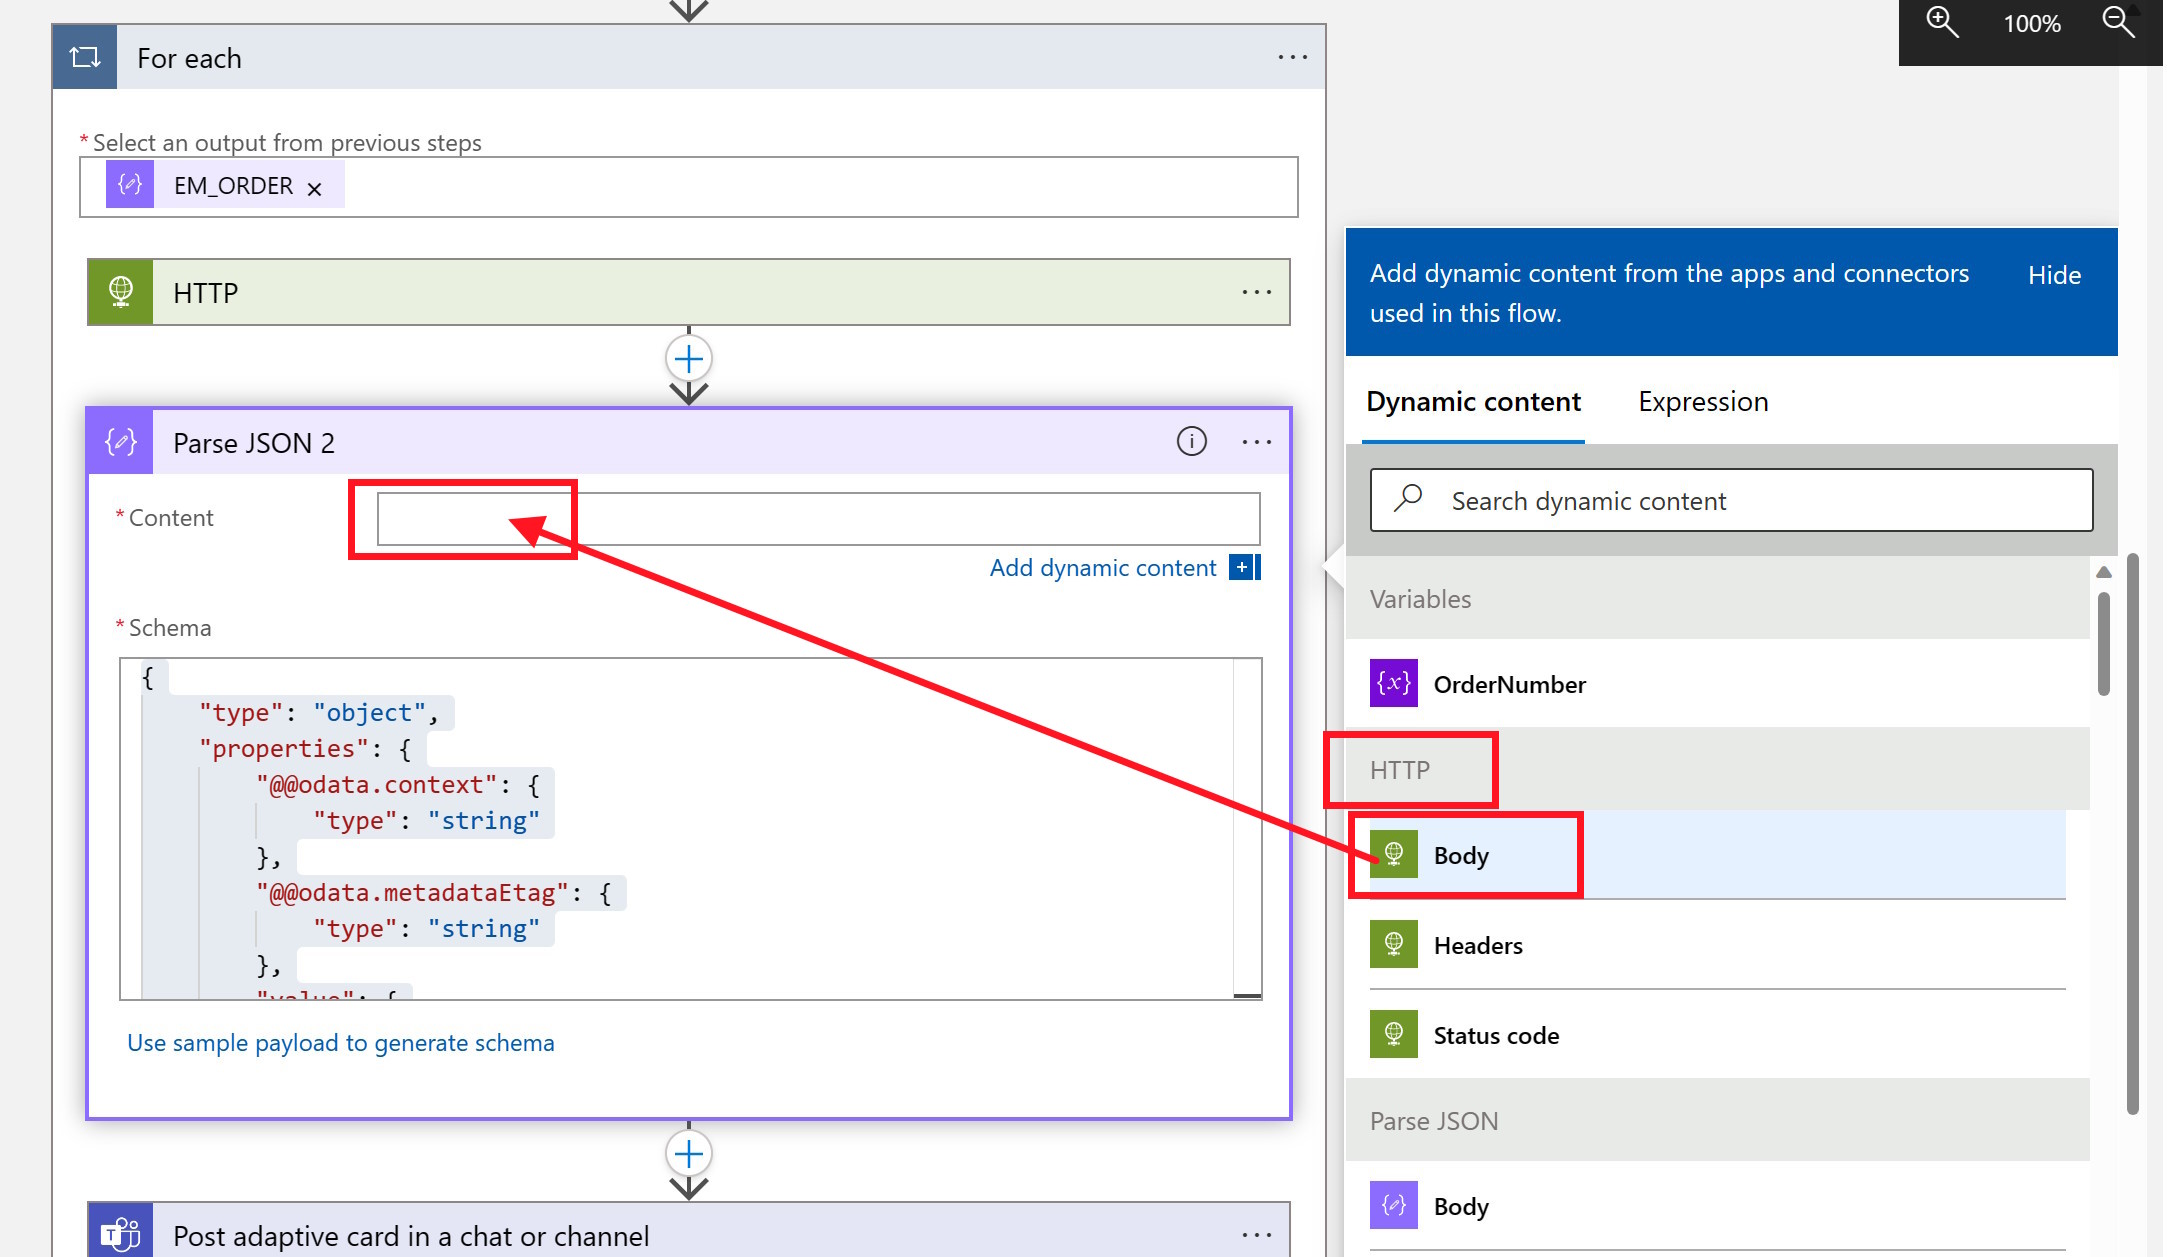 For each
...
* Select an output from previous steps
EM_ORDER ×
HTTP
...
Parse JSON 2
...
* Content
Add dynamic content
* Schema
{
"type": "object",
"properties": {
"@@odata.context": {
"type": "string"
},
"@@odata.metadataEtag": {
"type": "string"
},
"value": {
Use sample payload to generate schema
Post adaptive card in a chat or channel
...
100%
Add dynamic content from the apps and connectors
used in this flow.
Hide
Dynamic content
Expression
Search dynamic content
Variables
{x} OrderNumber
HTTP
Body
Headers
Status code
Parse JSON
Body